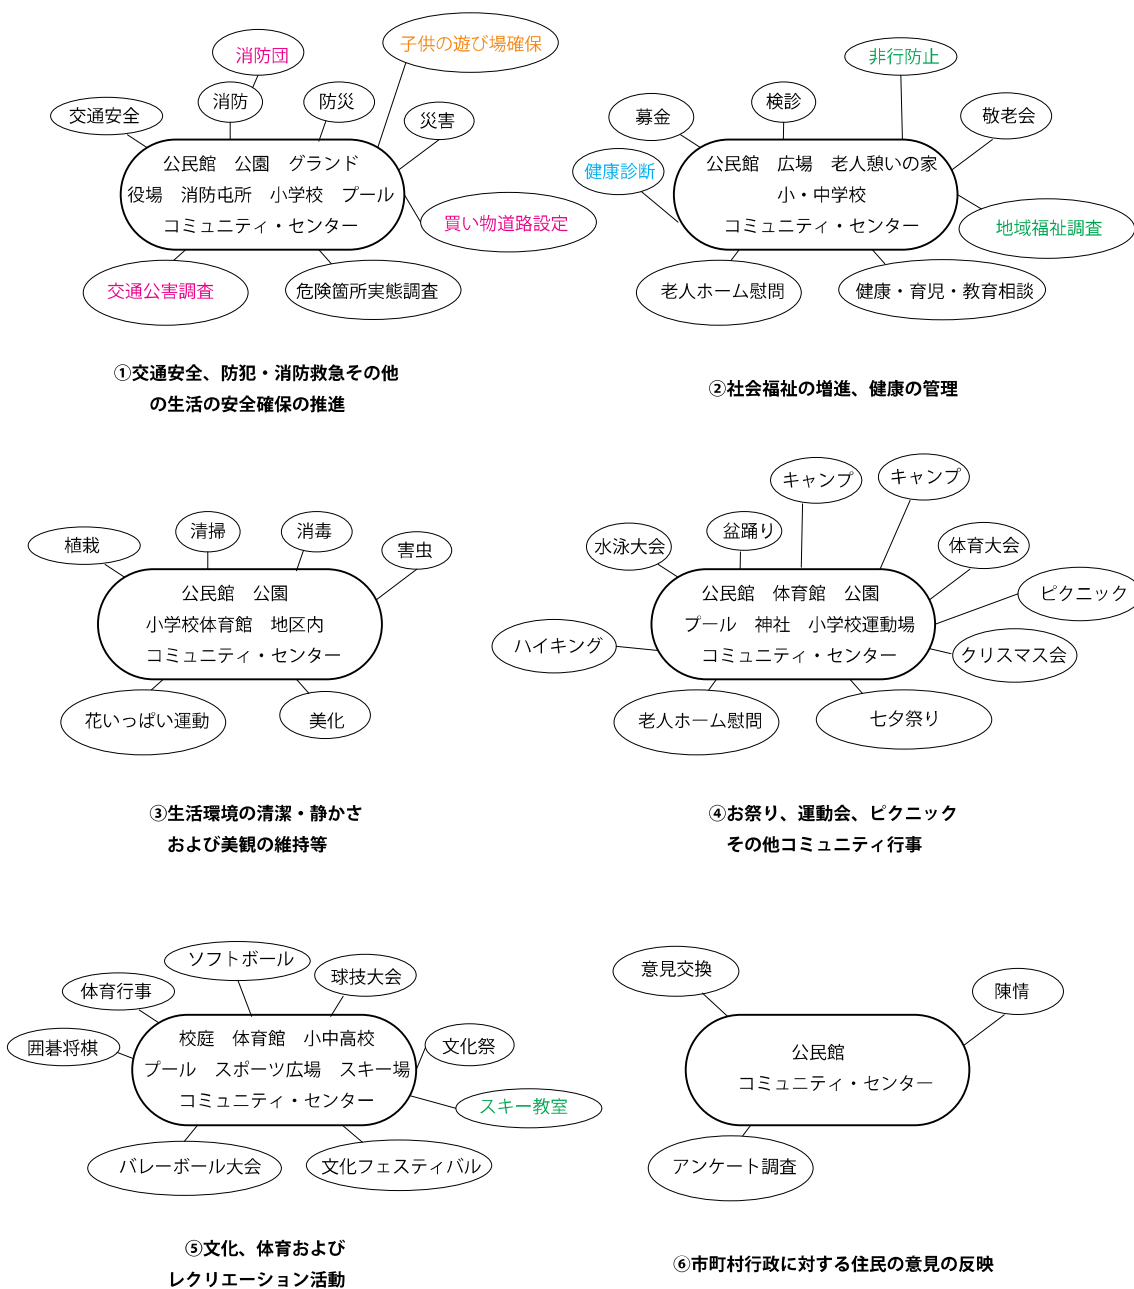 消防団
子供の遊び場確保
消防
防災
交通安全
災害
公民館　公園　グランド
役場　消防屯所　小学校　プール
コミュニティ・センター
買い物道路設定
交通公害調査
危険箇所実態調査
①交通安全、防犯・消防救急その他
の生活の安全確保の推進
非行防止
検診
募金
敬老会
健康診断
公民館　広場　老人憩いの家
小・中学校
コミュニティ・センター
地域福祉調査
老人ホーム慰問
健康・育児・教育相談
②社会福祉の増進、健康の管理
清掃
消毒
植栽
害虫
公民館　公園
小学校体育館　地区内
コミュニティ・センター
花いっぱい運動
美化
③生活環境の清潔・静かさ
および美観の維持等
キャンプ
キャンプ
盆踊り
水泳大会
体育大会
公民館　体育館　公園
プール　神社　小学校運動場
コミュニティ・センター
ピクニック
ハイキング
クリスマス会
老人ホーム慰問
七夕祭り
④お祭り、運動会、ピクニック
その他コミュニティ行事
ソフトボール
球技大会
体育行事
囲碁将棋
文化祭
校庭　体育館　小中高校
プール　スポーツ広場　スキー場
コミュニティ・センター
スキー教室
バレーボール大会
文化フェスティバル
⑤文化、体育および
レクリエーション活動
意見交換
陳情
公民館
コミュニティ・センター
アンケート調査
⑥市町村行政に対する住民の意見の反映